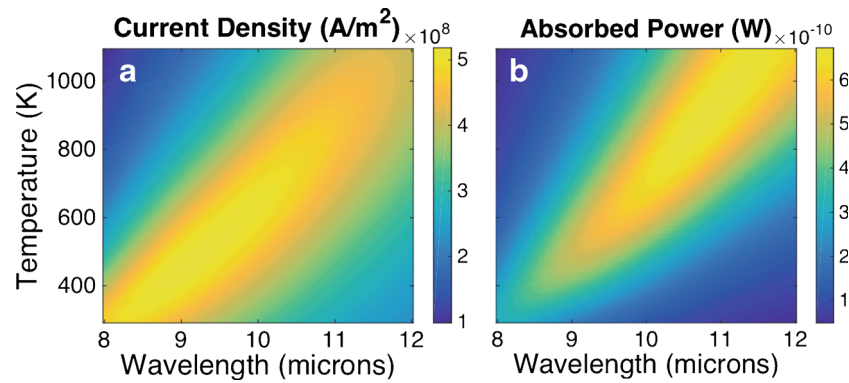 Current Density (A/m²) ×10⁸
Absorbed Power (W) ×10⁻¹⁰
a
b
Temperature (K)
1000
800
600
400
8 9 10 11 12
Wavelength (microns)
5
4
3
2
1
8 9 10 11 12
Wavelength (microns)
6
5
4
3
2
1